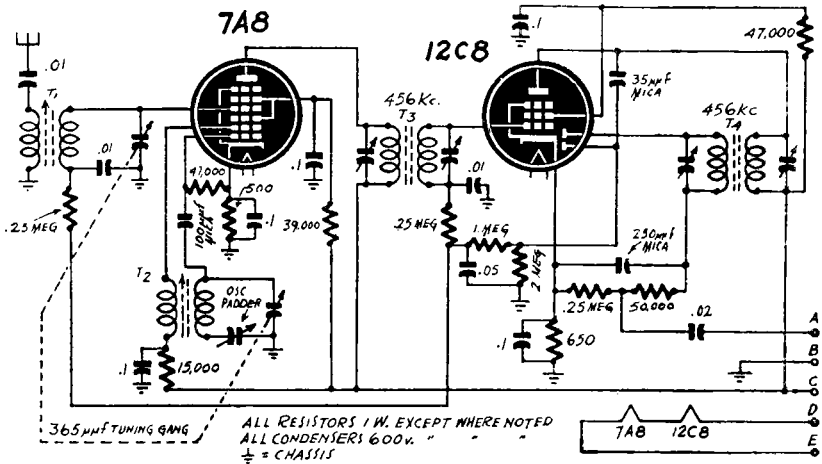 7A8
12C8
.1
47,000
.01
T1
35µµf
MICA
456Kc.
T3
456KC
T4
.01
.1
.01
.25 MEG
47,000
500
100µµf
MICA
.1
39,000
.25 MEG
1 MEG
.05
2 MEG
250µµf
MICA
T2
OSC
PADDER
.25 MEG
50,000
.02
A
.1
15,000
.1
650
B
C
365µµf TUNING GANG
ALL RESISTORS 1 W. EXCEPT WHERE NOTED
ALL CONDENSERS 600v. " " "
= CHASSIS
7A8
12C8
D
E